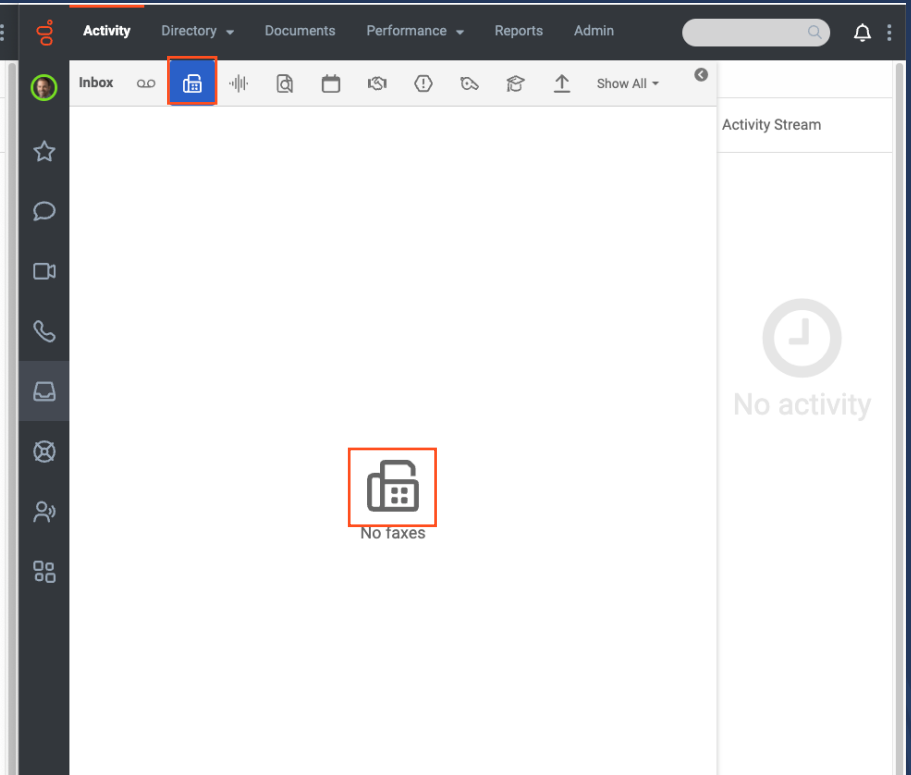 Activity Directory Documents Performance Reports Admin
Inbox Show All
Activity Stream
No activity
No faxes